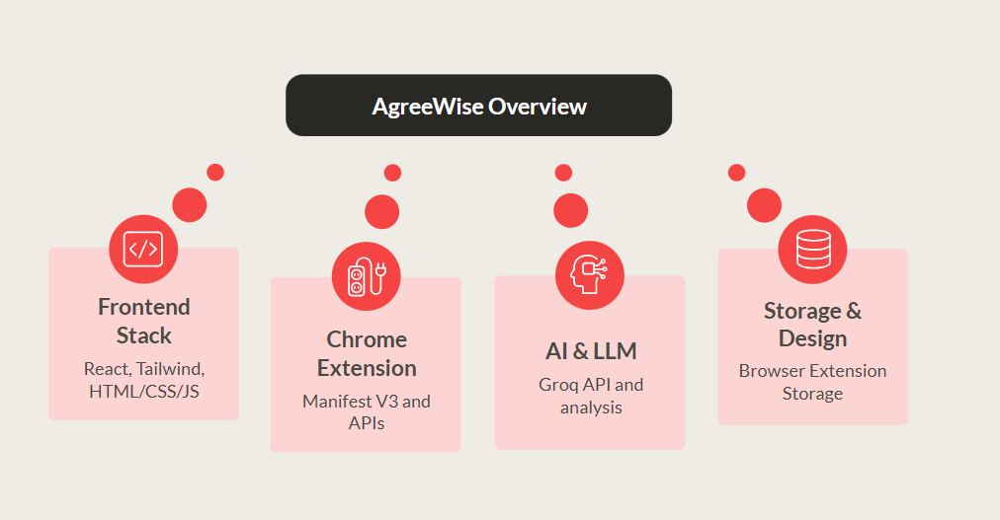 AgreeWise Overview
Frontend
Stack
React, Tailwind,
HTML/CSS/JS
Chrome
Extension
Manifest V3 and
APIs
AI & LLM
Groq API and
analysis
Storage &
Design
Browser Extension
Storage